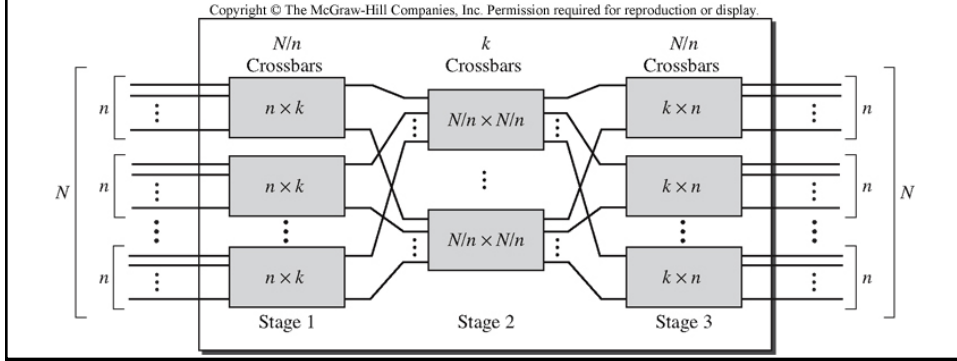 Copyright © The McGraw-Hill Companies, Inc. Permission required for reproduction or display.
N/n
Crossbars
k
Crossbars
N/n
Crossbars
n
n × k
N/n × N/n
k × n
n
N
n
n × k
k × n
n
N
N/n × N/n
n
n × k
k × n
n
Stage 1
Stage 2
Stage 3